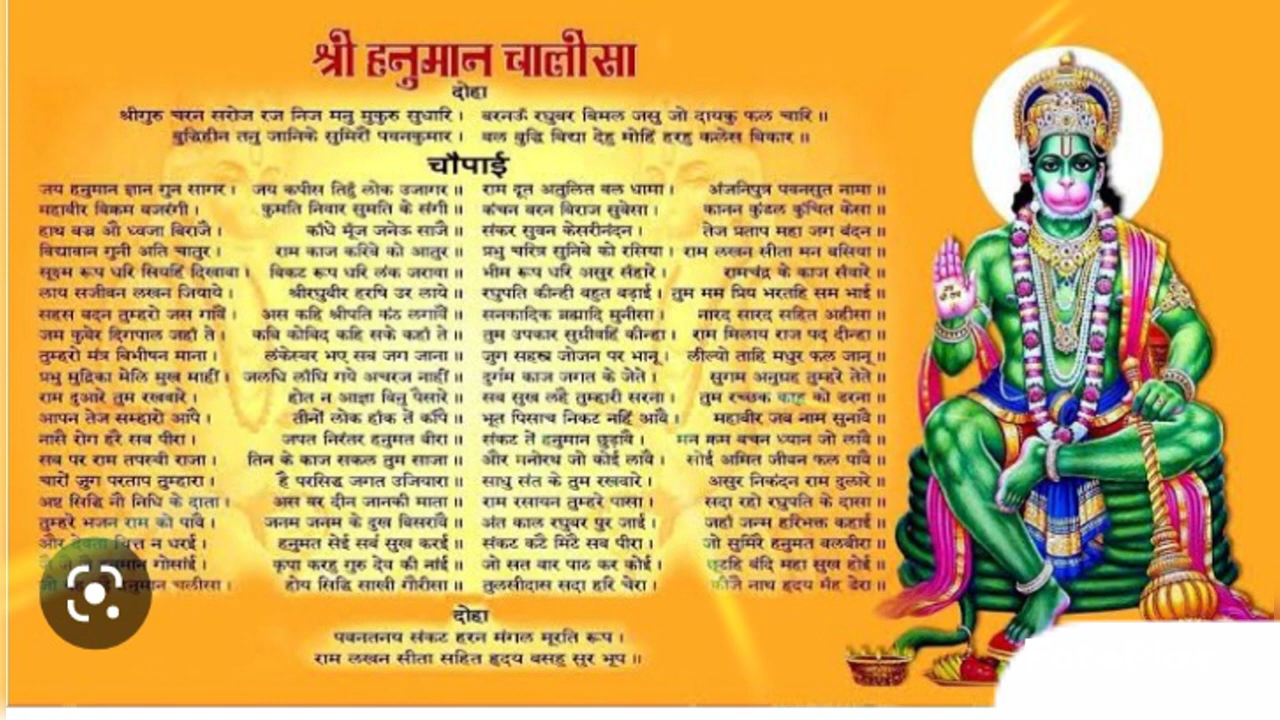 श्री हनुमान चालीसा
दोहा
श्रीगुरु चरन सरोज रज निज मनु मुकुरु सुधारि। बरनऊँ रघुबर बिमल जसु जो दायकु फल चारि॥
बुद्धिहीन तनु जानिके सुमिरौं पवनकुमार। बल बुद्धि विद्या देहु मोहिं हरहु कलेस बिकार॥
चौपाई
जय हनुमान ज्ञान गुन सागर। जय कपीस तिहुँ लोक उजागर॥ राम दूत अतुलित बल धामा। अंजनिपुत्र पवनसुत नामा॥
महाबीर बिक्रम बजरंगी। कुमति निवार सुमति के संगी॥ कंचन बरन बिराज सुबेसा। कानन कुंडल कुंचित केसा॥
हाथ बज्र औ ध्वजा बिराजै। काँधे मूँज जनेऊ साजै॥ संकर सुवन केसरीनंदन। तेज प्रताप महा जग बंदन॥
विद्यावान गुनी अति चातुर। राम काज करिबे को आतुर॥ प्रभु चरित्र सुनिबे को रसिया। राम लखन सीता मन बसिया॥
सूक्ष्म रूप धरि सियहिं दिखावा। बिकट रूप धरि लंक जरावा॥ भीम रूप धरि असुर सँहारे। रामचंद्र के काज सँवारे॥
लाय सजीवन लखन जियाये। श्रीरघुबीर हरषि उर लाये॥ रघुपति कीन्ही बहुत बड़ाई। तुम मम प्रिय भरतहि सम भाई॥
सहस बदन तुम्हरो जस गावैं। अस कहि श्रीपति कंठ लगावैं॥ सनकादिक ब्रह्मादि मुनीसा। नारद सारद सहित अहीसा॥
जम कुबेर दिगपाल जहाँ ते। कबि कोबिद कहि सके कहाँ ते॥ तुम उपकार सुग्रीवहिं कीन्हा। राम मिलाय राज पद दीन्हा॥
तुम्हरो मंत्र बिभीषन माना। लंकेस्वर भए सब जग जाना॥ जुग सहस्त्र जोजन पर भानू। लील्यो ताहि मधुर फल जानू॥
प्रभु मुद्रिका मेलि मुख माहीं। जलधि लाँघि गये अचरज नाहीं॥ दुर्गम काज जगत के जेते। सुगम अनुग्रह तुम्हरे तेते॥
राम दुआरे तुम रखवारे। होत न आज्ञा बिनु पैसारे॥ सब सुख लहै तुम्हारी सरना। तुम रच्छक काहू को डरना॥
आपन तेज सम्हारो आपै। तीनों लोक हाँक तें काँपै॥ भूत पिसाच निकट नहिं आवै। महाबीर जब नाम सुनावै॥
नासै रोग हरै सब पीरा। जपत निरंतर हनुमत बीरा॥ संकट तें हनुमान छुड़ावै। मन क्रम बचन ध्यान जो लावै॥
सब पर राम तपस्वी राजा। तिन के काज सकल तुम साजा॥ और मनोरथ जो कोई लावै। सोई अमित जीवन फल पावै॥
चारों जुग परताप तुम्हारा। है परसिद्ध जगत उजियारा॥ साधु संत के तुम रखवारे। असुर निकंदन राम दुलारे॥
अष्ट सिद्धि नौ निधि के दाता। अस बर दीन जानकी माता॥ राम रसायन तुम्हरे पासा। सदा रहो रघुपति के दासा॥
तुम्हरे भजन राम को पावै। जनम जनम के दुख बिसरावै॥ अंत काल रघुबर पुर जाई। जहाँ जन्म हरिभक्त कहाई॥
और देवता चित्त न धरई। हनुमत सेई सर्ब सुख करई॥ संकट कटै मिटै सब पीरा। जो सुमिरै हनुमत बलबीरा॥
हनुमान गोसाईं। कृपा करहु गुरु देव की नाईं॥ जो सत बार पाठ कर कोई। छूटहि बंदि महा सुख होई॥
हनुमान चलीसा। होय सिद्धि साखी गौरीसा॥ तुलसीदास सदा हरि चेरा। कीजै नाथ हृदय मँह डेरा॥
दोहा
पवनतनय संकट हरन मंगल मूरति रूप।
राम लखन सीता सहित हृदय बसहु सुर भूप॥